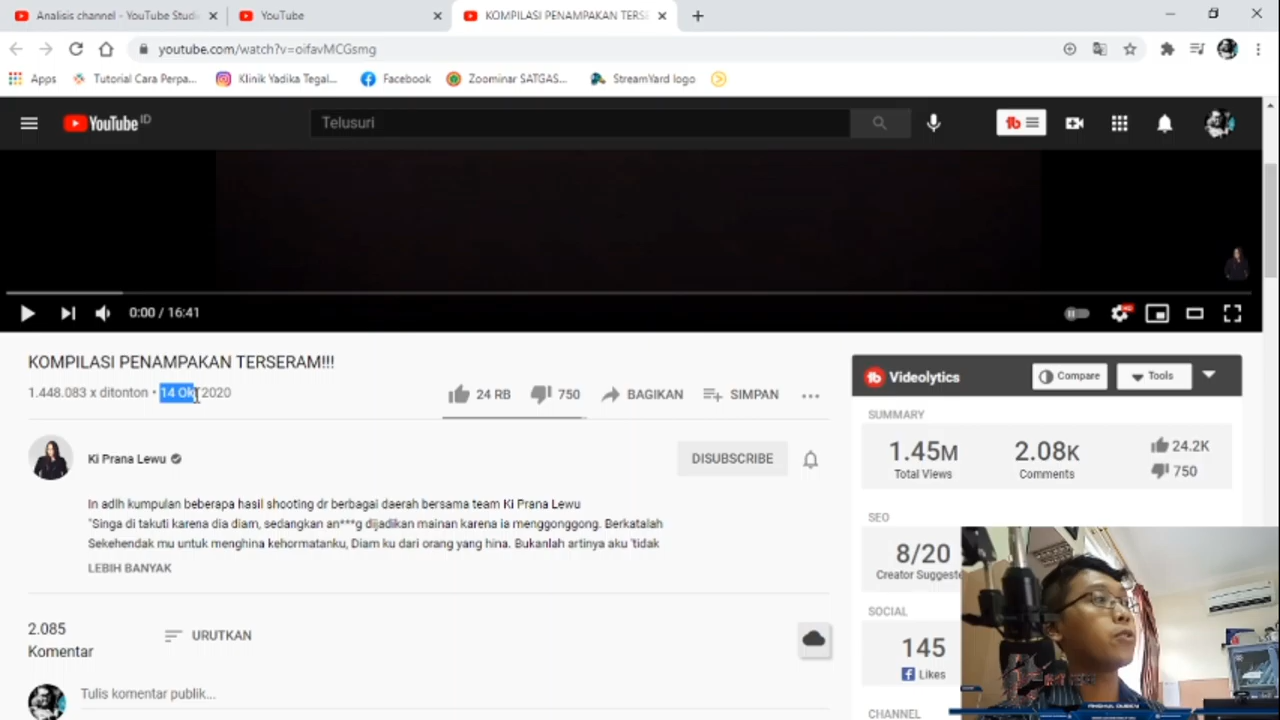 Analisis channel - YouTube Studi
YouTube
KOMPILASI PENAMPAKAN TERSE
youtube.com/watch?v=oifavMCGsmg
Apps
Tutorial Cara Perpa...
Klinik Yadika Tegal...
Facebook
Zoominar SATGAS...
StreamYard logo
YouTube ID
Telusuri
0:00 / 16:41
KOMPILASI PENAMPAKAN TERSERAM!!!
1.448.083 x ditonton • 14 Okt 2020
24 RB
750
BAGIKAN
SIMPAN
Ki Prana Lewu
DISUBSCRIBE
In adlh kumpulan beberapa hasil shooting dr berbagai daerah bersama team Ki Prana Lewu
"Singa di takuti karena dia diam, sedangkan an***g dijadikan mainan karena ia menggonggong. Berkatalah
Sekehendak mu untuk menghina kehormatanku, Diam ku dari orang yang hina. Bukanlah artinya aku 'tidak
LEBIH BANYAK
2.085
Komentar
URUTKAN
Tulis komentar publik...
tb Videolytics
Compare
Tools
SUMMARY
1.45M
Total Views
2.08K
Comments
24.2K
750
SEO
8/20
Creator Suggeste
SOCIAL
145
Likes
CHANNEL